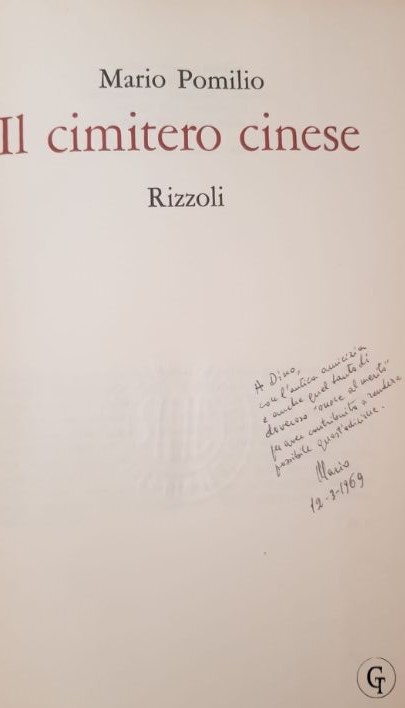 Mario Pomilio
Il cimitero cinese
Rizzoli
A Dino,
con l'antica amicizia
e anche quel tanto di
doveroso "onore al merito"
per aver contribuito a rendere
possibile quest'edizione.
Mario
12-3-1969
GT